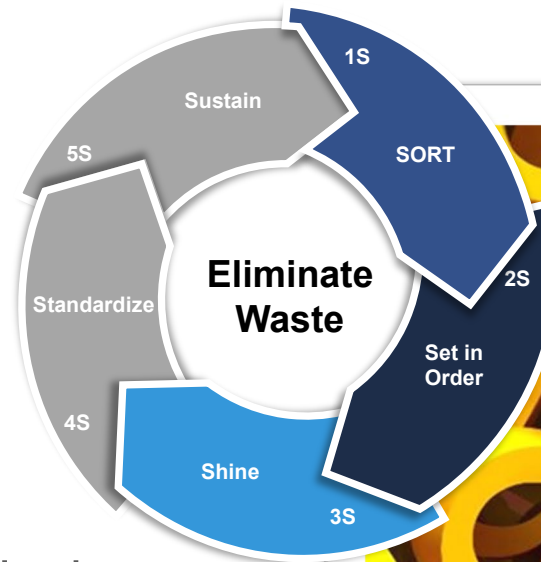 1S
SORT
2S
Set in
Order
3S
Shine
4S
Standardize
5S
Sustain
Eliminate
Waste